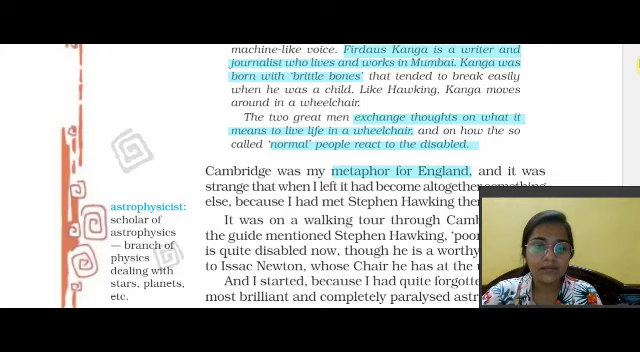 machine-like voice. Firdaus Kanga is a writer and
journalist who lives and works in Mumbai. Kanga was
born with 'brittle bones' that tended to break easily
when he was a child. Like Hawking, Kanga moves
around in a wheelchair.
The two great men exchange thoughts on what it
means to live life in a wheelchair, and on how the so
called 'normal' people react to the disabled.
Cambridge was my metaphor for England, and it was
strange that when I left it had become altogether something
else, because I had met Stephen Hawking
It was on a walking tour through
the guide mentioned Stephen Hawking,
is quite disabled now, though he is a worthy
to Issac Newton, whose Chair he has at the
And I started, because I had quite
most brilliant and completely paralysed
astrophysicist:
scholar of
astrophysics
— branch of
physics
dealing with
stars, planets,
etc.